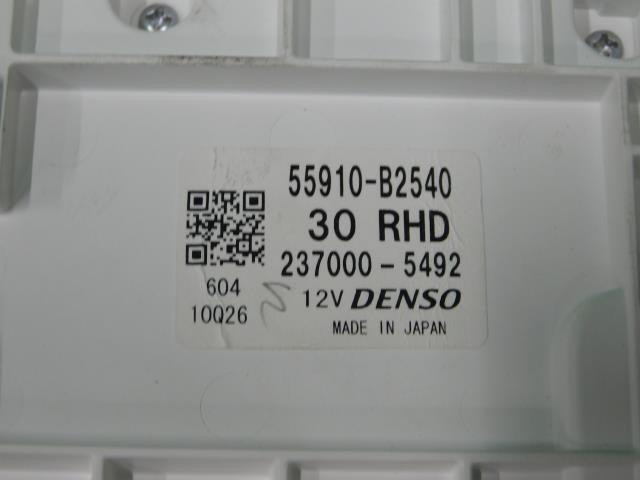 55910-B2540
30 RHD
237000-5492
604
12V DENSO
10Q26
MADE IN JAPAN